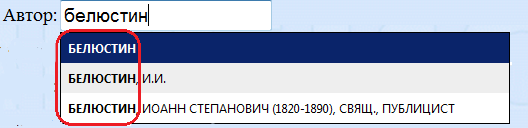 Автор: белюстин
БЕЛЮСТИН
БЕЛЮСТИН, И.И.
БЕЛЮСТИН, ИОАНН СТЕПАНОВИЧ (1820-1890), СВЯЩ., ПУБЛИЦИСТ